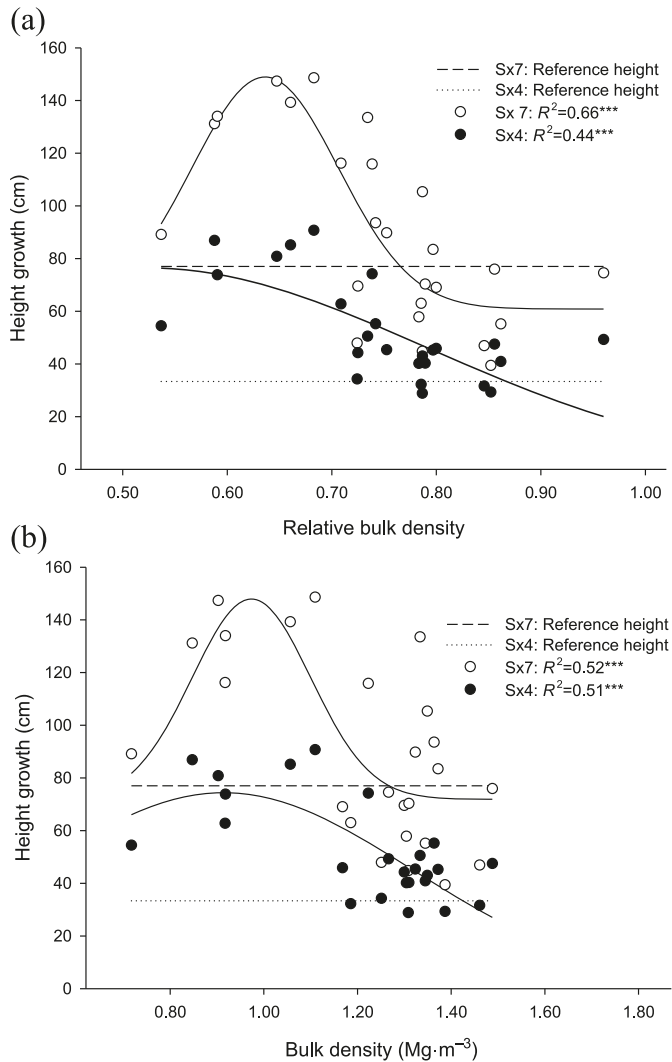 (a)
160
140
120
100
80
60
40
20
0
Height growth (cm)
Sx7: Reference height
Sx4: Reference height
Sx 7: R²=0.66***
Sx4: R²=0.44***
0.50 0.60 0.70 0.80 0.90 1.00
Relative bulk density
(b)
160
140
120
100
80
60
40
20
0
Height growth (cm)
Sx7: Reference height
Sx4: Reference height
Sx7: R²=0.52***
Sx4: R²=0.51***
0.80 1.00 1.20 1.40 1.60 1.80
Bulk density (Mg·m⁻³)